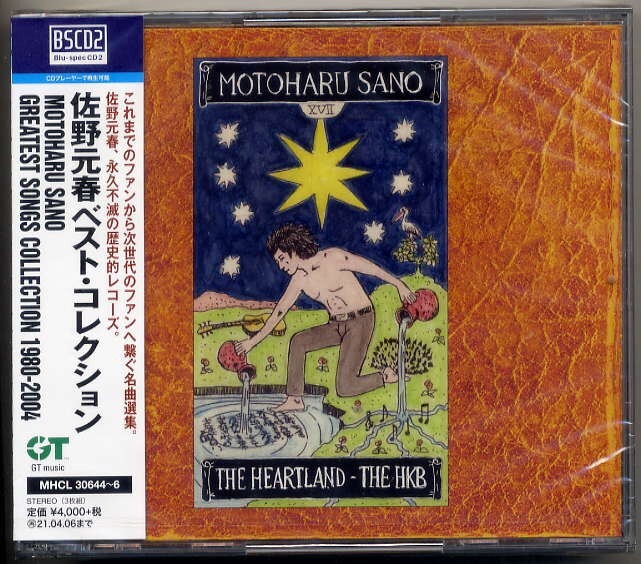 BSCD2
Blu-spec CD 2
CDプレーヤーで再生可能
これまでのファンから次世代のファンへ繋ぐ名曲選集。
佐野元春、永久不滅の歴史的レコーズ。
佐野元春ベスト・コレクション
MOTOHARU SANO
GREATEST SONGS COLLECTION 1980-2004
GT
GT music
MHCL 30644~6
STEREO (3枚組)
定価 ¥4,000+税
21.04.06まで
MOTOHARU SANO
XVII
THE HEARTLAND - THE HKB